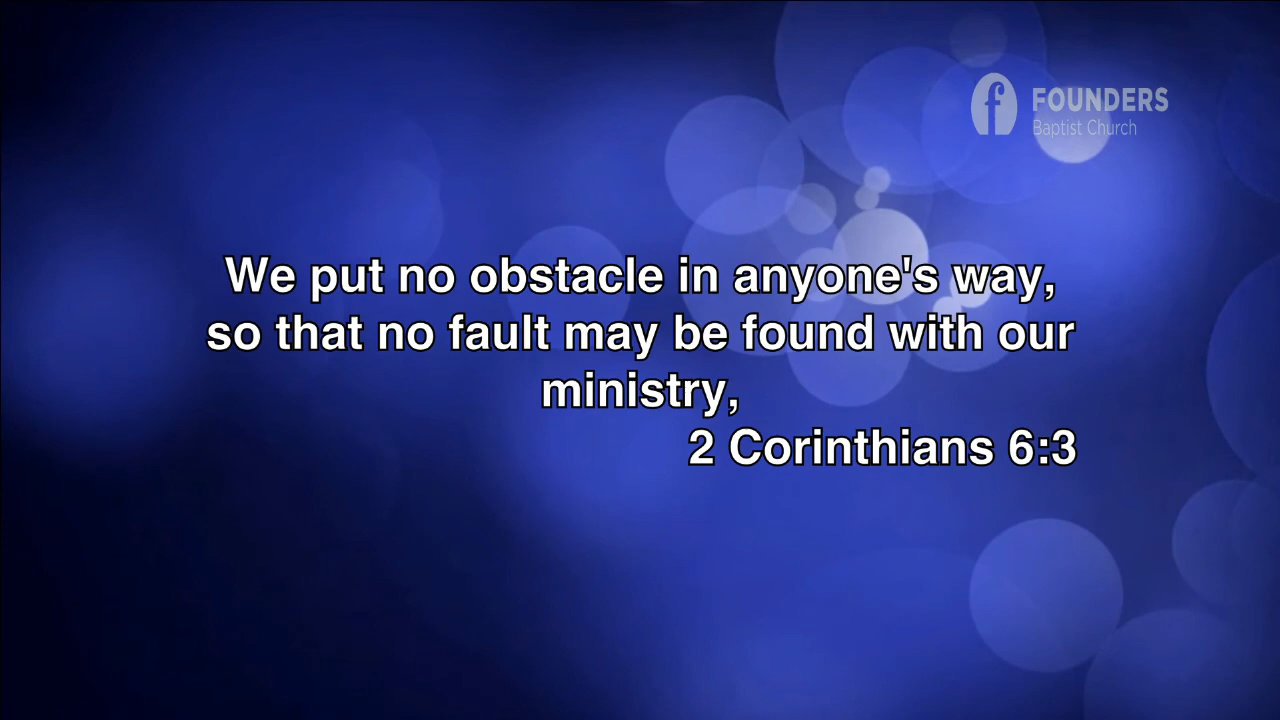 FOUNDERS
Baptist Church
We put no obstacle in anyone's way,
so that no fault may be found with our
ministry,
2 Corinthians 6:3